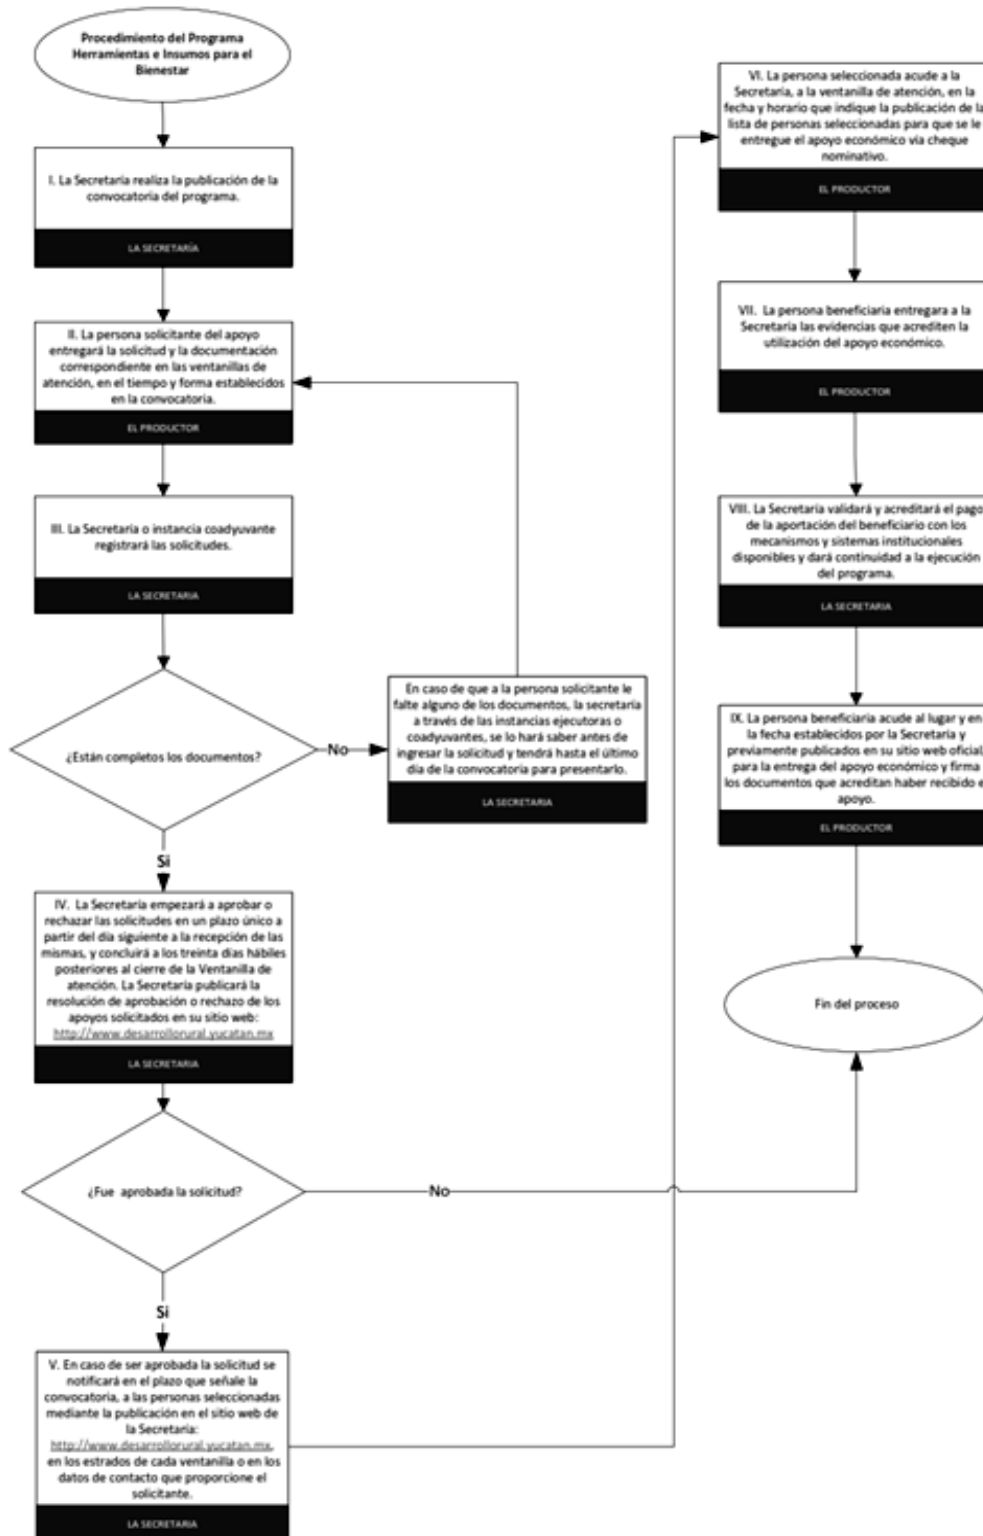 Procedimiento del Programa
Herramientas e Insumos para el
Bienestar
I. La Secretaría realiza la publicación de la
convocatoria del programa.
LA SECRETARÍA
II. La persona solicitante del apoyo
entregará la solicitud y la documentación
correspondiente en las ventanillas de
atención, en el tiempo y forma establecidos
en la convocatoria.
EL PRODUCTOR
III. La Secretaría o instancia coadyuvante
registrará las solicitudes.
LA SECRETARIA
¿Están completos los documentos?
No
En caso de que a la persona solicitante le
falte alguno de los documentos, la secretaría
a través de las instancias ejecutoras o
coadyuvantes, se lo hará saber antes de
ingresar la solicitud y tendrá hasta el último
día de la convocatoria para presentarlo.
LA SECRETARIA
Si
IV. La Secretaría empezará a aprobar o
rechazar las solicitudes en un plazo único a
partir del día siguiente a la recepción de las
mismas, y concluirá a los treinta días hábiles
posteriores al cierre de la Ventanilla de
atención. La Secretaría publicará la
resolución de aprobación o rechazo de los
apoyos solicitados en su sitio web:
http://www.desarrollorural.yucatan.mx
LA SECRETARIA
¿Fue aprobada la solicitud?
No
Si
V. En caso de ser aprobada la solicitud se
notificará en el plazo que señale la
convocatoria, a las personas seleccionadas
mediante la publicación en el sitio web de
la Secretaria:
http://www.desarrollorural.yucatan.mx,
en los estrados de cada ventanilla o en los
datos de contacto que proporcione el
solicitante.
LA SECRETARIA
VI. La persona seleccionada acude a la
Secretaría, a la ventanilla de atención, en la
fecha y horario que indique la publicación de la
lista de personas seleccionadas para que se le
entregue el apoyo económico vía cheque
nominativo.
EL PRODUCTOR
VII. La persona beneficiaria entregara a la
Secretaría las evidencias que acrediten la
utilización del apoyo económico.
EL PRODUCTOR
VIII. La Secretaría validará y acreditará el pago
de la aportación del beneficiario con los
mecanismos y sistemas institucionales
disponibles y dará continuidad a la ejecución
del programa.
LA SECRETARIA
IX. La persona beneficiaria acude al lugar y en
la fecha establecidos por la Secretaría y
previamente publicados en su sitio web oficial,
para la entrega del apoyo económico y firma
los documentos que acreditan haber recibido e
apoyo.
EL PRODUCTOR
Fin del proceso